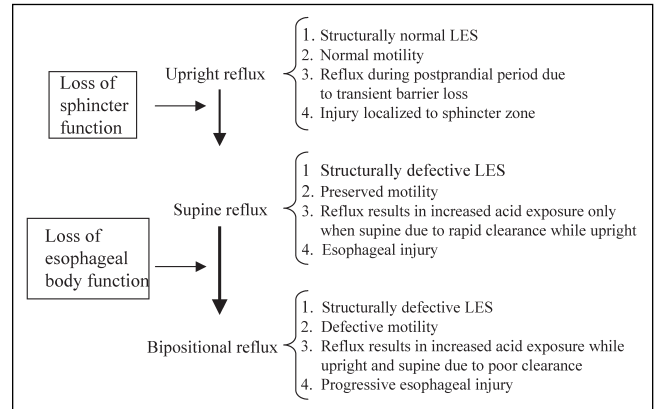 1. Structurally normal LES
2. Normal motility
Upright reflux
3. Reflux during postprandial period due
to transient barrier loss
4. Injury localized to sphincter zone
Loss of
sphincter
function
1 Structurally defective LES
2. Preserved motility
Supine reflux
3. Reflux results in increased acid exposure only
when supine due to rapid clearance while upright
4. Esophageal injury
Loss of
esophageal
body function
1. Structurally defective LES
2. Defective motility
Bipositional reflux
3. Reflux results in increased acid exposure while
upright and supine due to poor clearance
4. Progressive esophageal injury